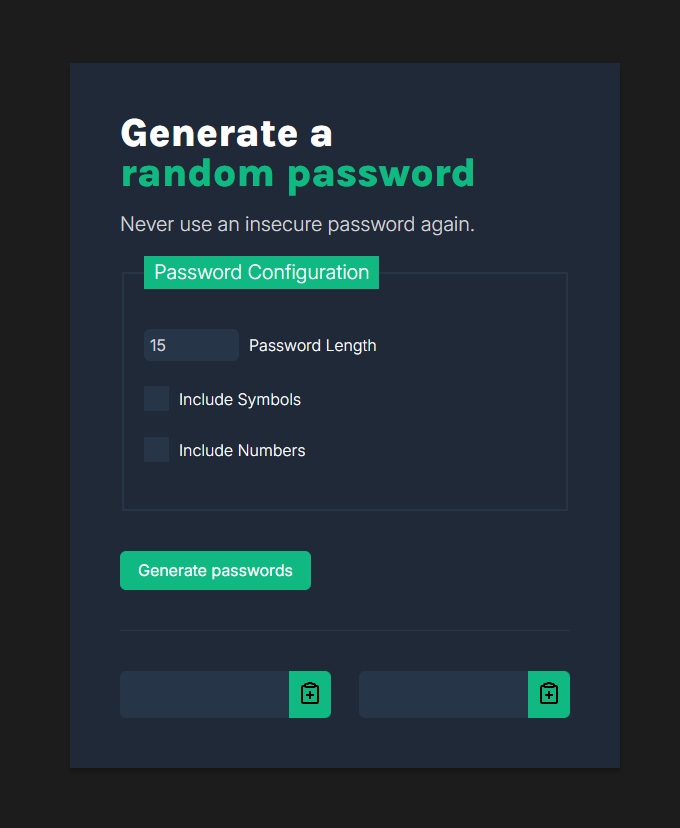 Generate a
random password
Never use an insecure password again.
Password Configuration
15 Password Length
Include Symbols
Include Numbers
Generate passwords